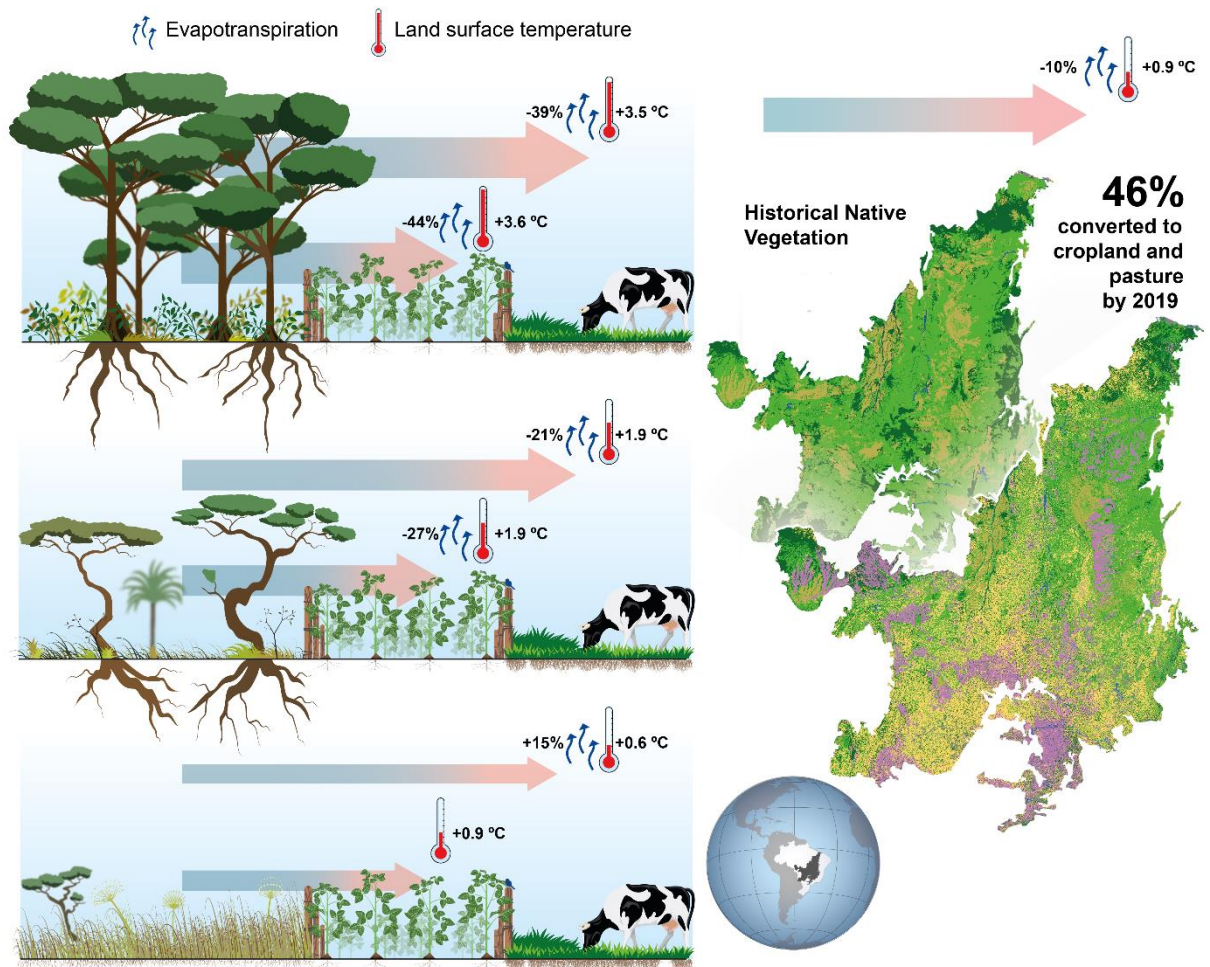 Evapotranspiration
Land surface temperature
-39%
+3.5 ºC
-44%
+3.6 ºC
-21%
+1.9 ºC
-27%
+1.9 ºC
+15%
+0.6 ºC
+0.9 ºC
-10%
+0.9 ºC
Historical Native
Vegetation
46%
converted to
cropland and
pasture
by 2019